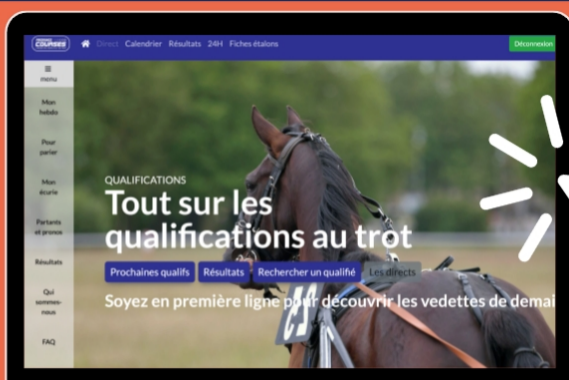 COURSES
Direct Calendrier Résultats 24H Fiches étalons
Déconnexion
menu
Mon
hebdo
Pour
parier
Mon
écurie
Partants
et pronos
Résultats
Qui
sommes-
nous
FAQ
QUALIFICATIONS
Tout sur les
qualifications au trot
Prochaines qualifs Résultats Rechercher un qualifié Les directs
Soyez en première ligne pour découvrir les vedettes de demai